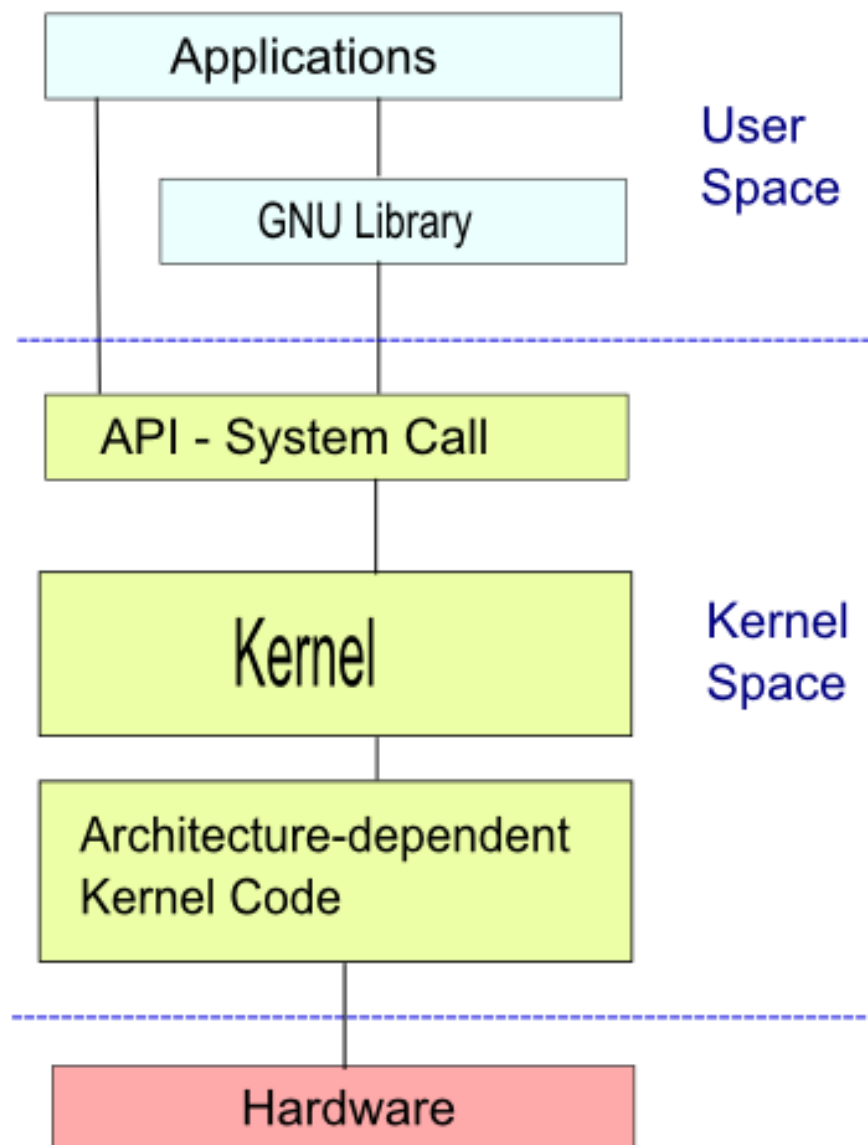 Applications
User
Space
GNU Library
API - System Call
Kernel
Kernel
Space
Architecture-dependent
Kernel Code
Hardware